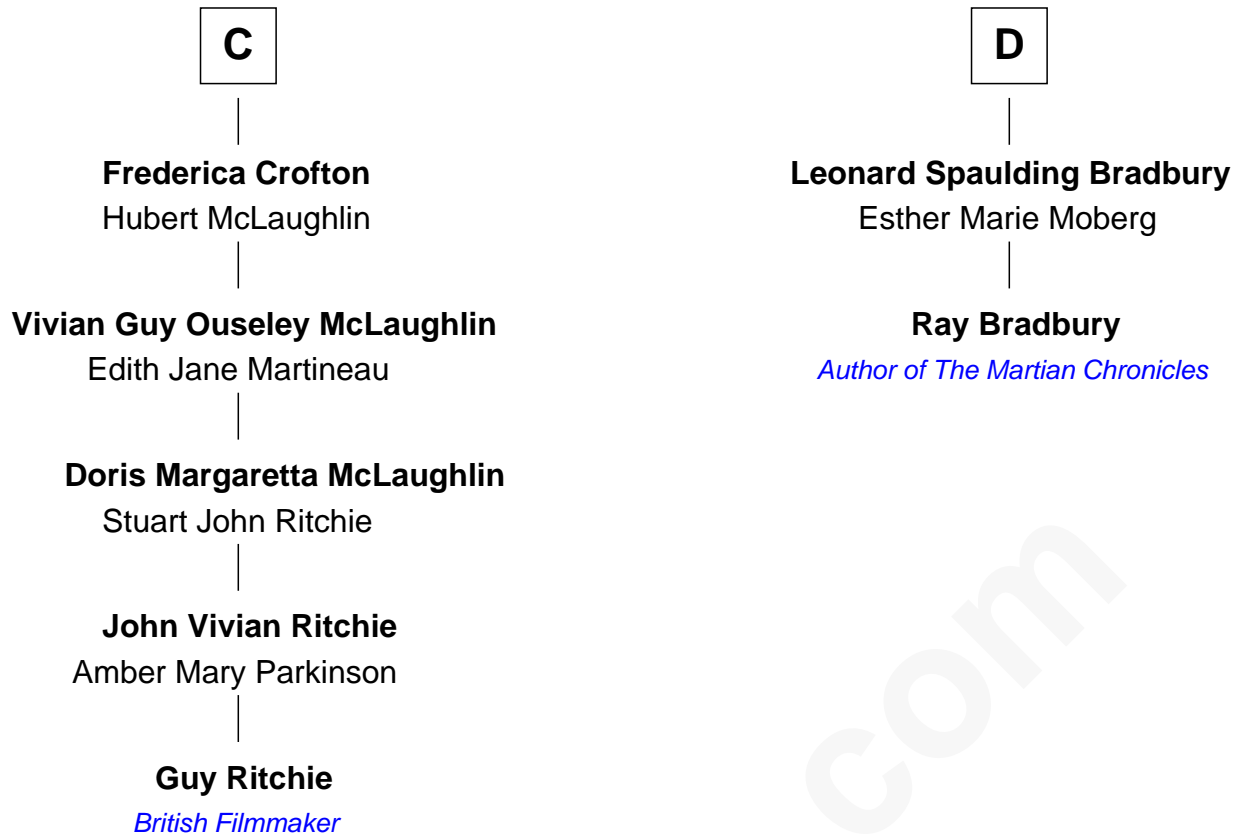 C
Frederica Crofton
Hubert McLaughlin
Vivian Guy Ouseley McLaughlin
Edith Jane Martineau
Doris Margaretta McLaughlin
Stuart John Ritchie
John Vivian Ritchie
Amber Mary Parkinson
Guy Ritchie
British Filmmaker
D
Leonard Spaulding Bradbury
Esther Marie Moberg
Ray Bradbury
Author of The Martian Chronicles
com